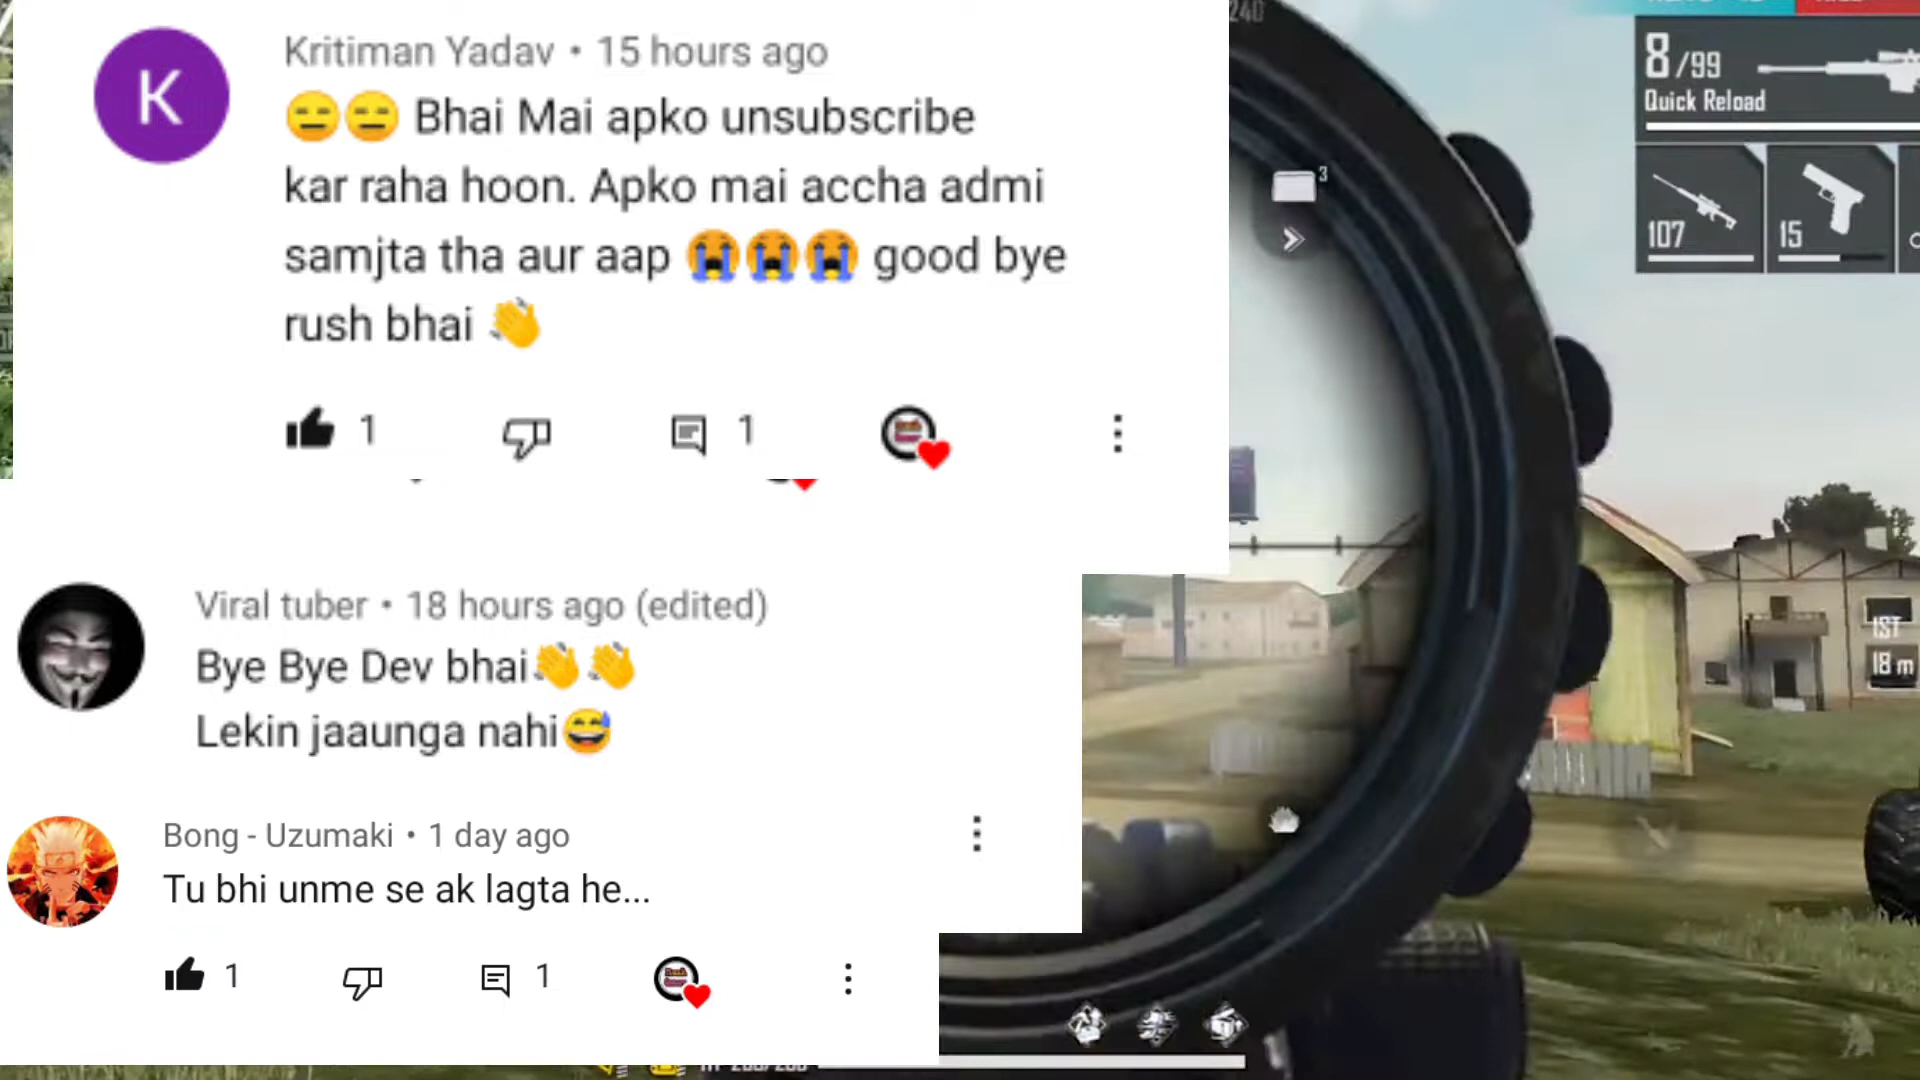 Kritiman Yadav • 15 hours ago
😑😑 Bhai Mai apko unsubscribe
kar raha hoon. Apko mai accha admi
samjta tha aur aap 😭😭😭 good bye
rush bhai 👋
1
1
Viral tuber • 18 hours ago (edited)
Bye Bye Dev bhai👋👋
Lekin jaaunga nahi😅
Bong - Uzumaki • 1 day ago
Tu bhi unme se ak lagta he...
1
1
240
8/99
Quick Reload
107
15
3
1ST
18 m